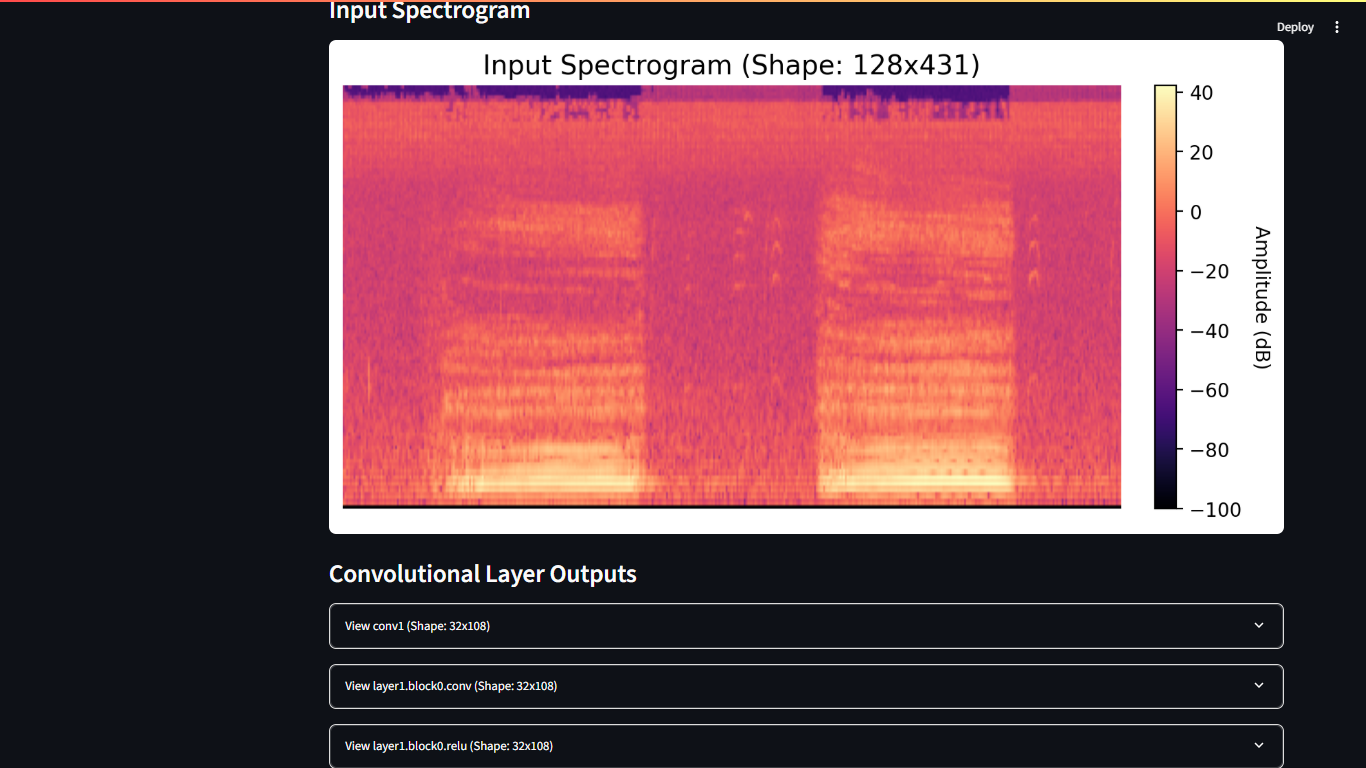 Input Spectrogram
Deploy
Input Spectrogram (Shape: 128x431)
40
20
0
−20
−40
−60
−80
−100
Amplitude (dB)
Convolutional Layer Outputs
View conv1 (Shape: 32x108)
View layer1.block0.conv (Shape: 32x108)
View layer1.block0.relu (Shape: 32x108)